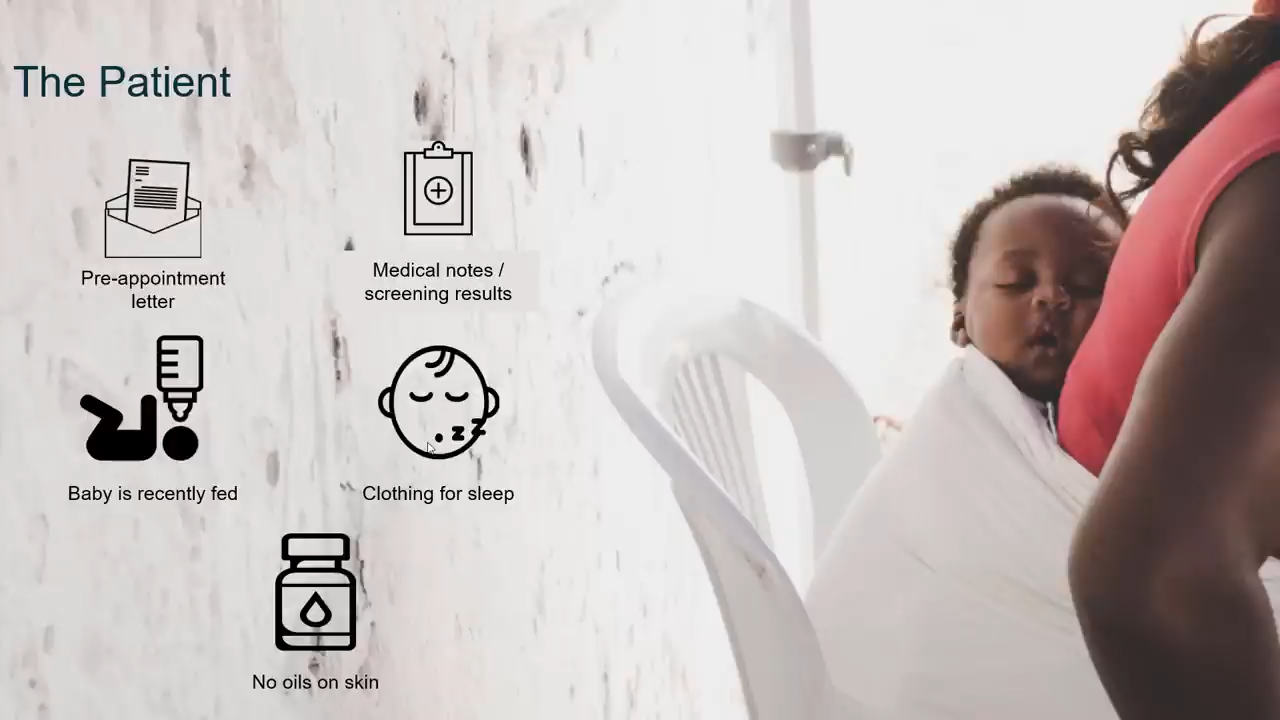 The Patient
Pre-appointment
letter
Medical notes /
screening results
Baby is recently fed
Clothing for sleep
No oils on skin